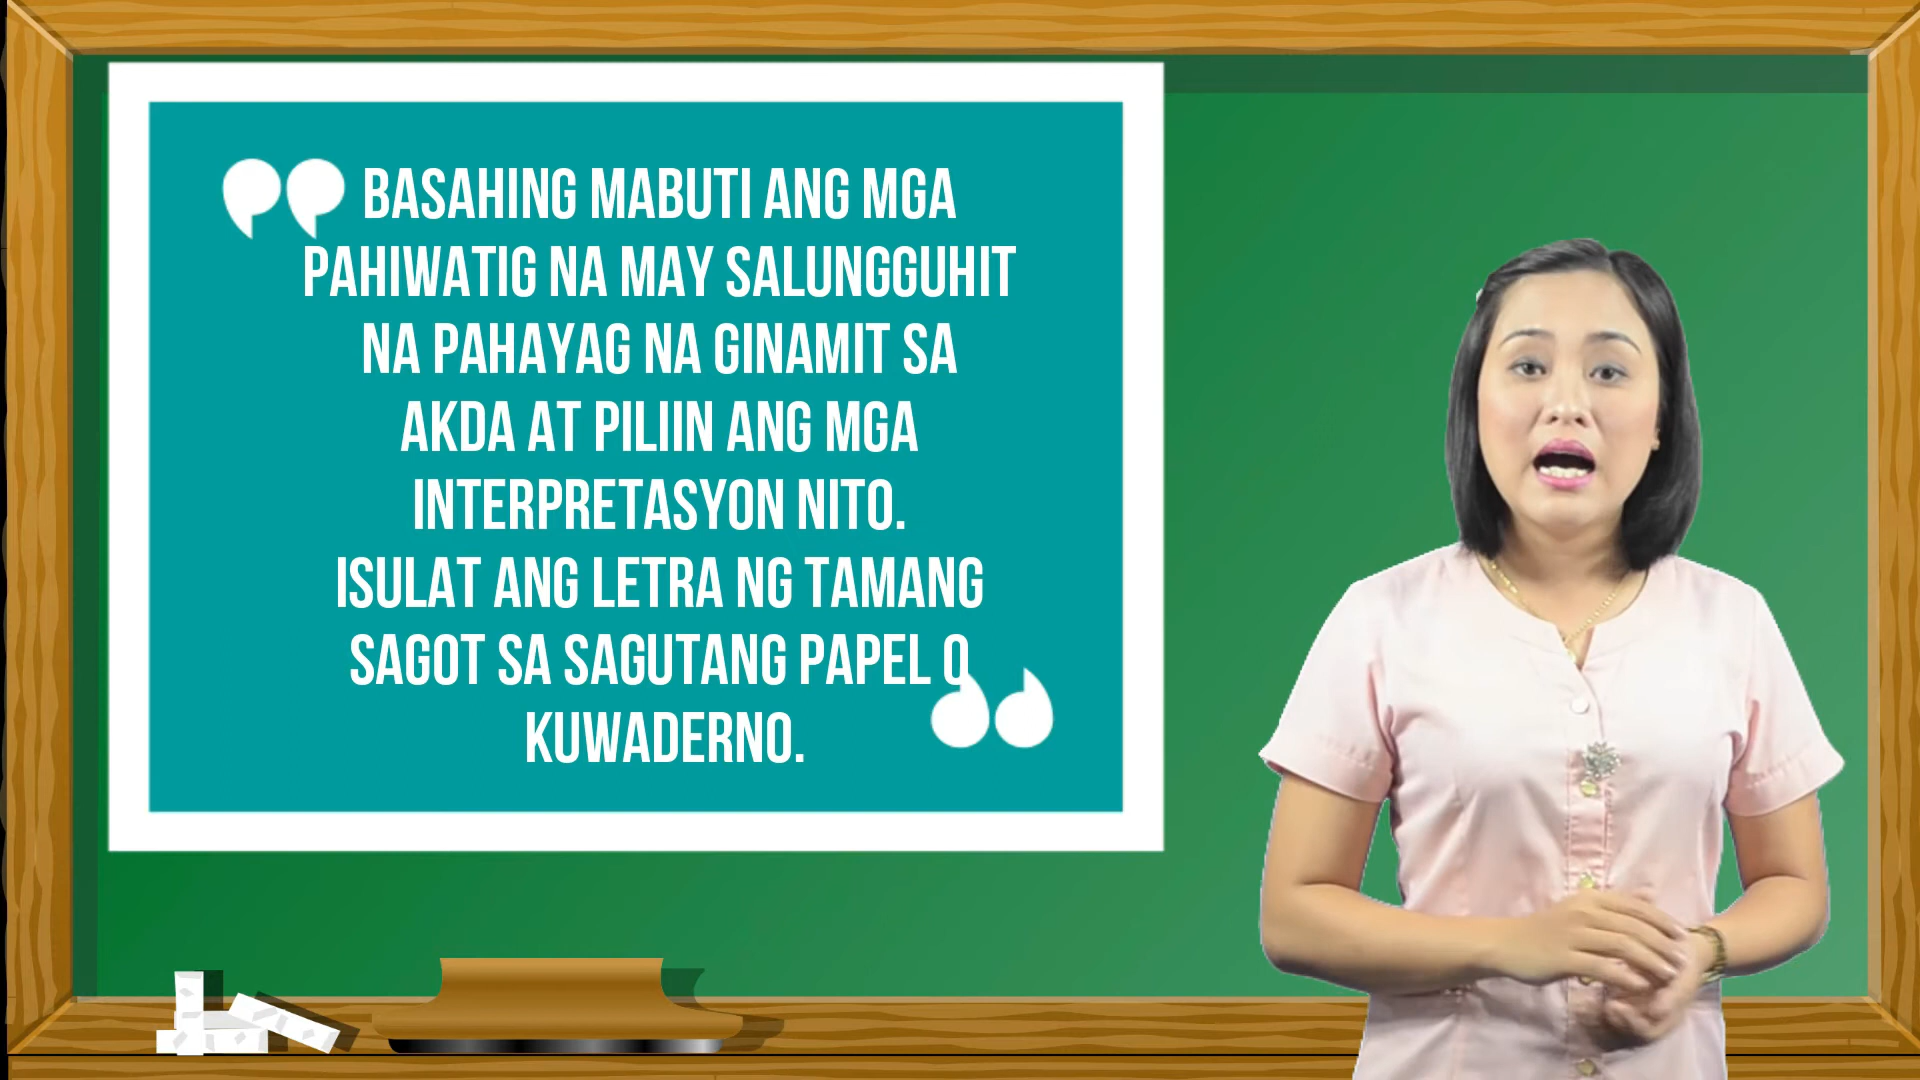 BASAHING MABUTI ANG MGA
PAHIWATIG NA MAY SALUNGGUHIT
NA PAHAYAG NA GINAMIT SA
AKDA AT PILIIN ANG MGA
INTERPRETASYON NITO.
ISULAT ANG LETRA NG TAMANG
SAGOT SA SAGUTANG PAPEL O
KUWADERNO.